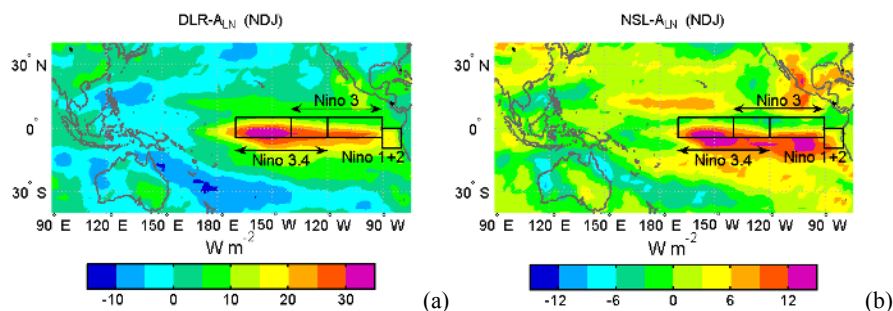 DLR-A_LN (NDJ)
30° N
0°
30° S
Nino 3
Nino 3.4
Nino 1+2
90 E 120 E 150 E 180 E 150 W 120 W 90 W
W m^-2
-10 0 10 20 30
(a)
NSL-A_LN (NDJ)
30° N
0°
30° S
Nino 3
Nino 3.4
Nino 1+2
90 E 120 E 150 E 180 E 150 W 120 W 90 W
W m^-2
-12 -6 0 6 12
(b)